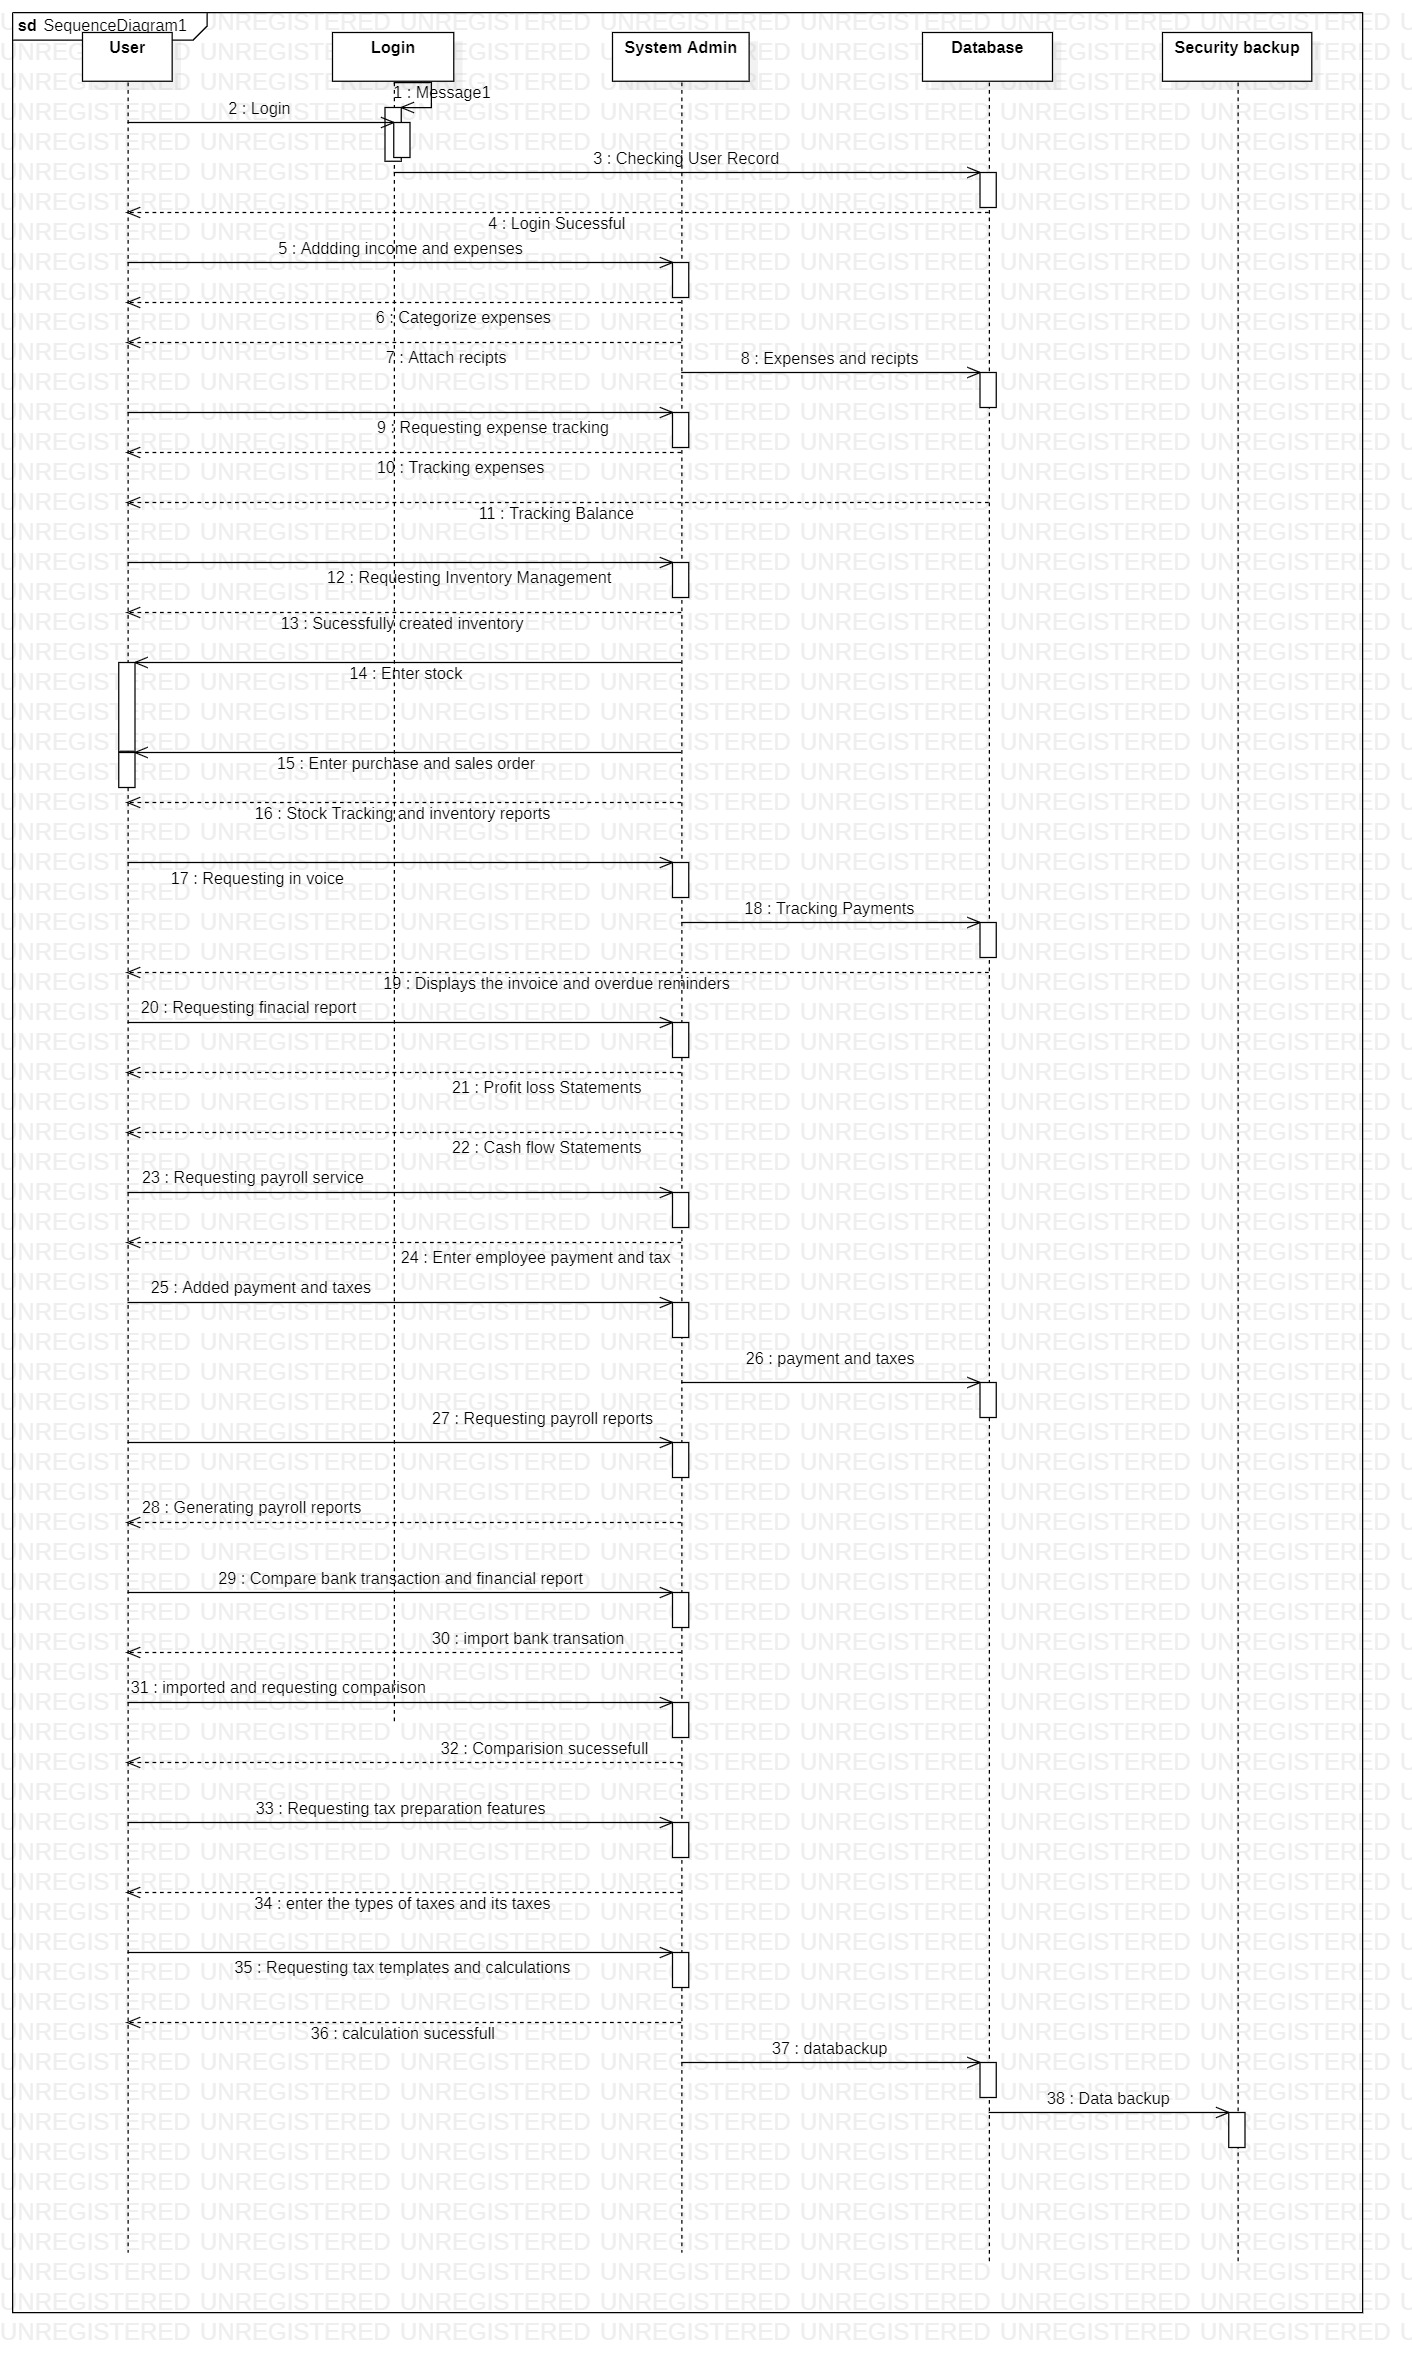 sd SequenceDiagram1
User
Login
System Admin
Database
Security backup
1 : Message1
2 : Login
3 : Checking User Record
4 : Login Sucessful
5 : Addding income and expenses
6 : Categorize expenses
7 : Attach recipts
8 : Expenses and recipts
9 : Requesting expense tracking
10 : Tracking expenses
11 : Tracking Balance
12 : Requesting Inventory Management
13 : Sucessfully created inventory
14 : Enter stock
15 : Enter purchase and sales order
16 : Stock Tracking and inventory reports
17 : Requesting in voice
18 : Tracking Payments
19 : Displays the invoice and overdue reminders
20 : Requesting finacial report
21 : Profit loss Statements
22 : Cash flow Statements
23 : Requesting payroll service
24 : Enter employee payment and tax
25 : Added payment and taxes
26 : payment and taxes
27 : Requesting payroll reports
28 : Generating payroll reports
29 : Compare bank transaction and financial report
30 : import bank transation
31 : imported and requesting comparison
32 : Comparision sucessefull
33 : Requesting tax preparation features
34 : enter the types of taxes and its taxes
35 : Requesting tax templates and calculations
36 : calculation sucessfull
37 : databackup
38 : Data backup
UNREGISTERED